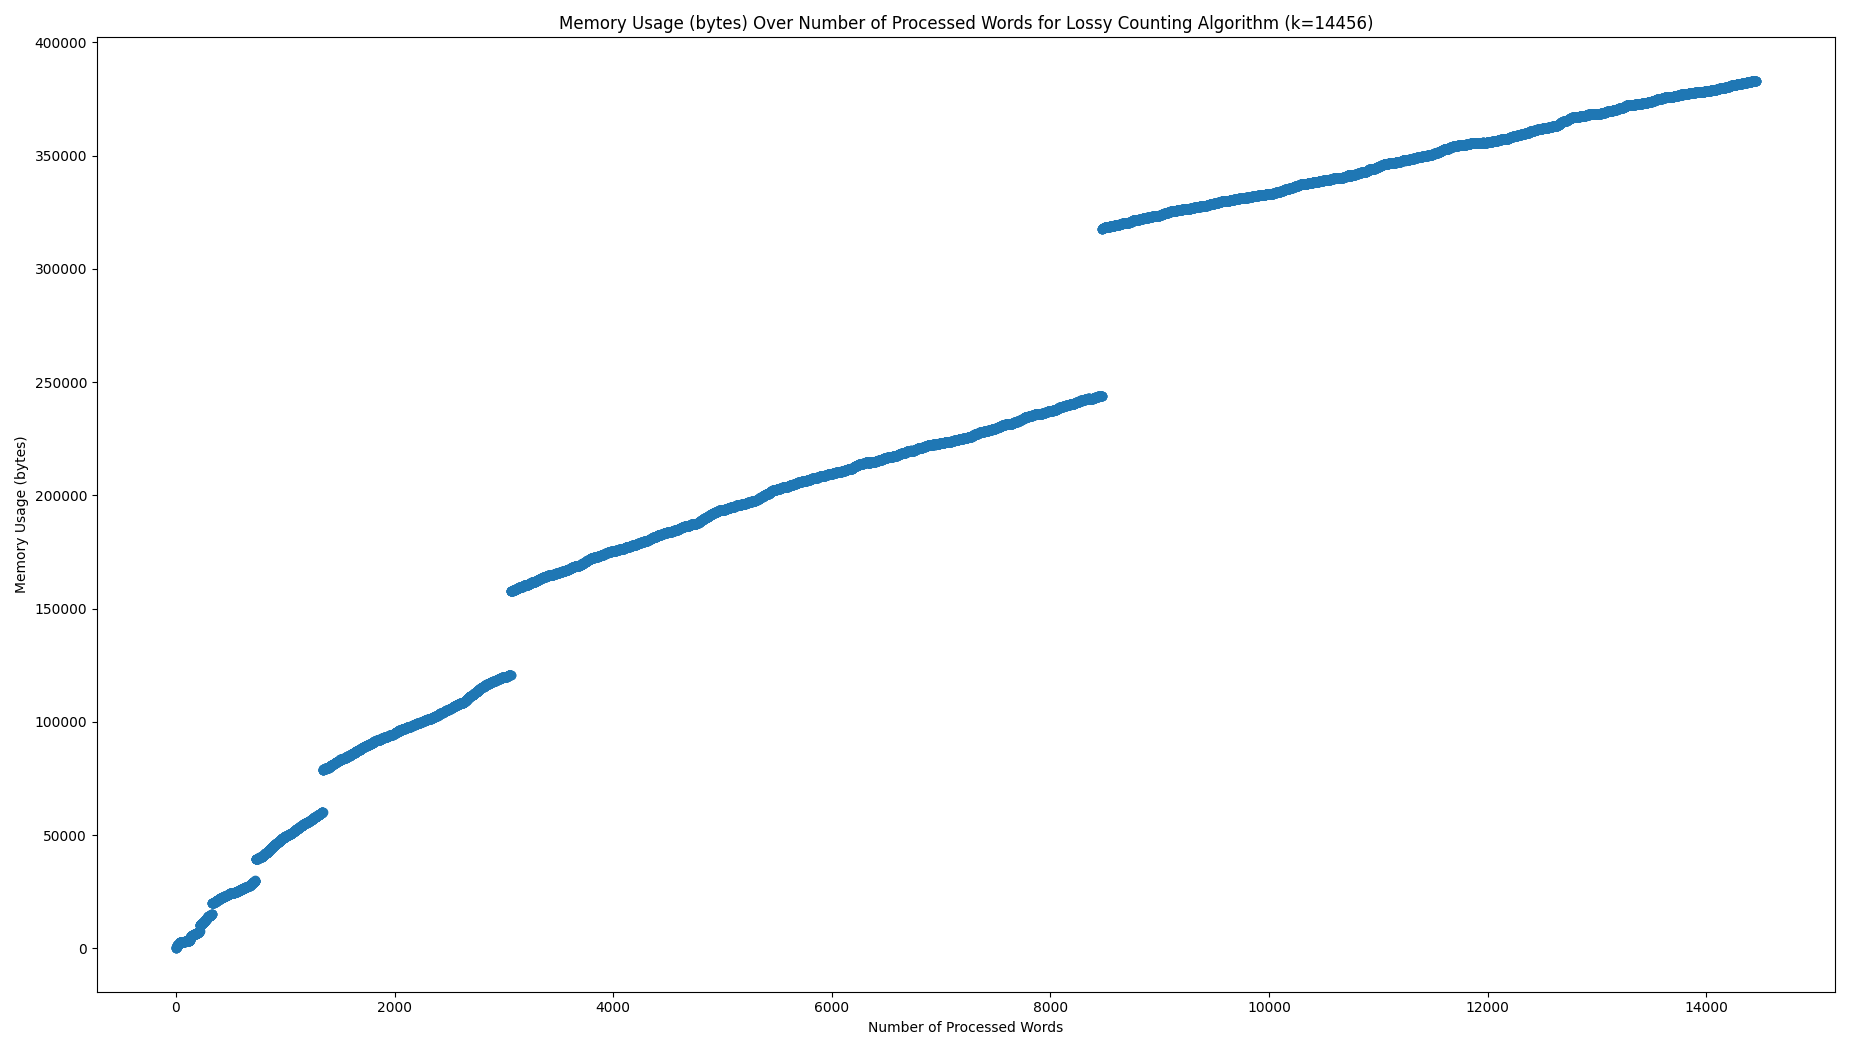 Memory Usage (bytes) Over Number of Processed Words for Lossy Counting Algorithm (k=14456)
400000
350000
300000
250000
200000
150000
100000
50000
0
Memory Usage (bytes)
0 2000 4000 6000 8000 10000 12000 14000
Number of Processed Words